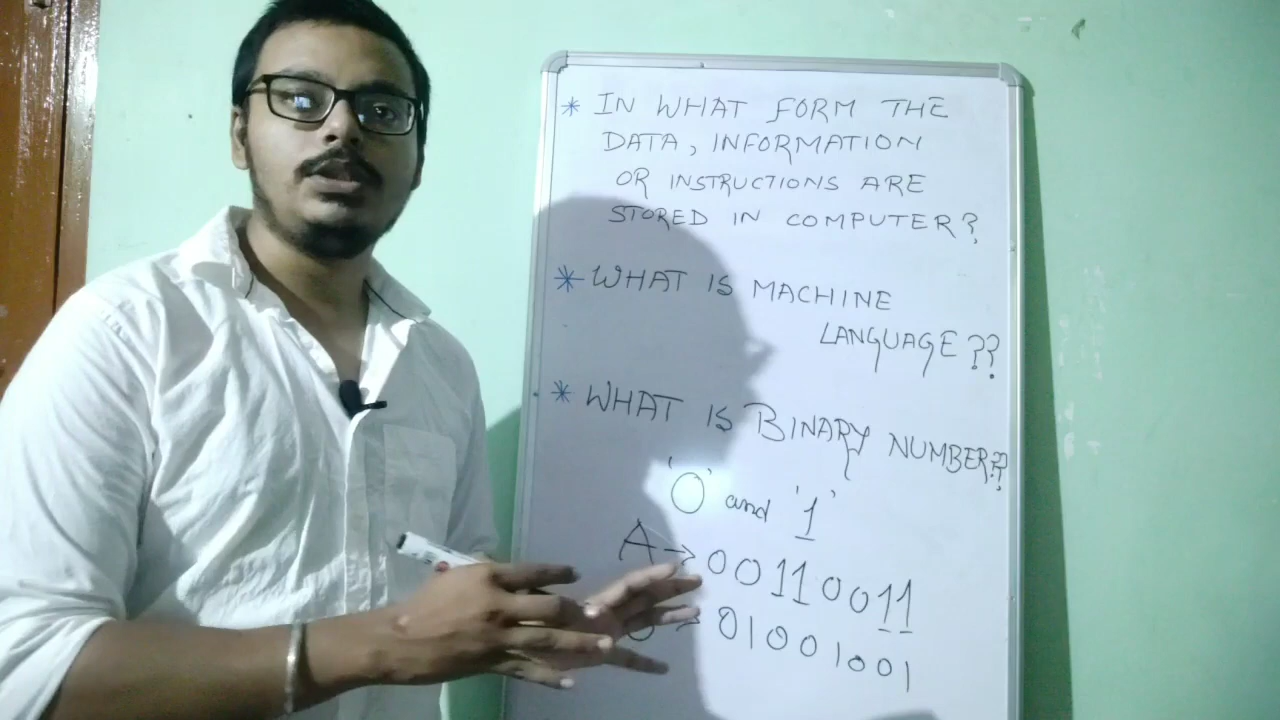 * IN WHAT FORM THE
DATA, INFORMATION
OR INSTRUCTIONS ARE
STORED IN COMPUTER?
* WHAT IS MACHINE
LANGUAGE ??
* WHAT IS BINARY NUMBER??
'0' and '1'
A → 00110011
→ 01001001